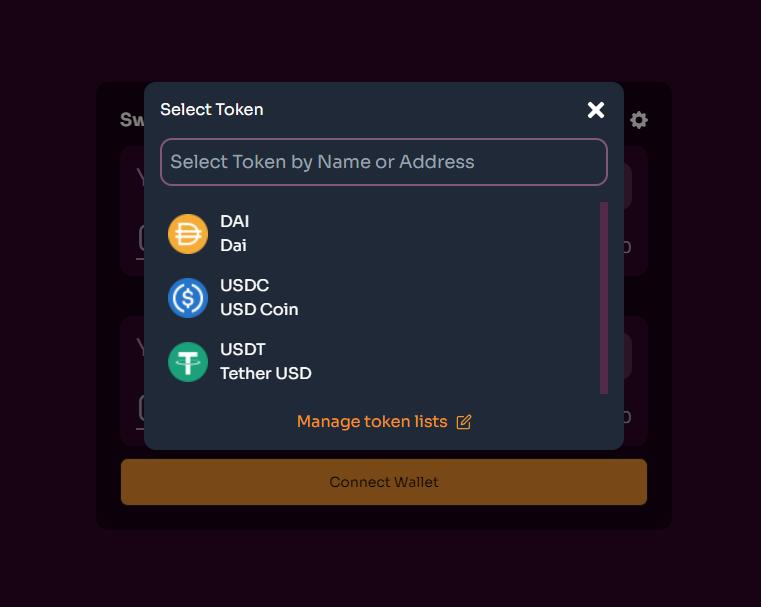 Select Token
Select Token by Name or Address
DAI
Dai
USDC
USD Coin
USDT
Tether USD
Manage token lists
Connect Wallet